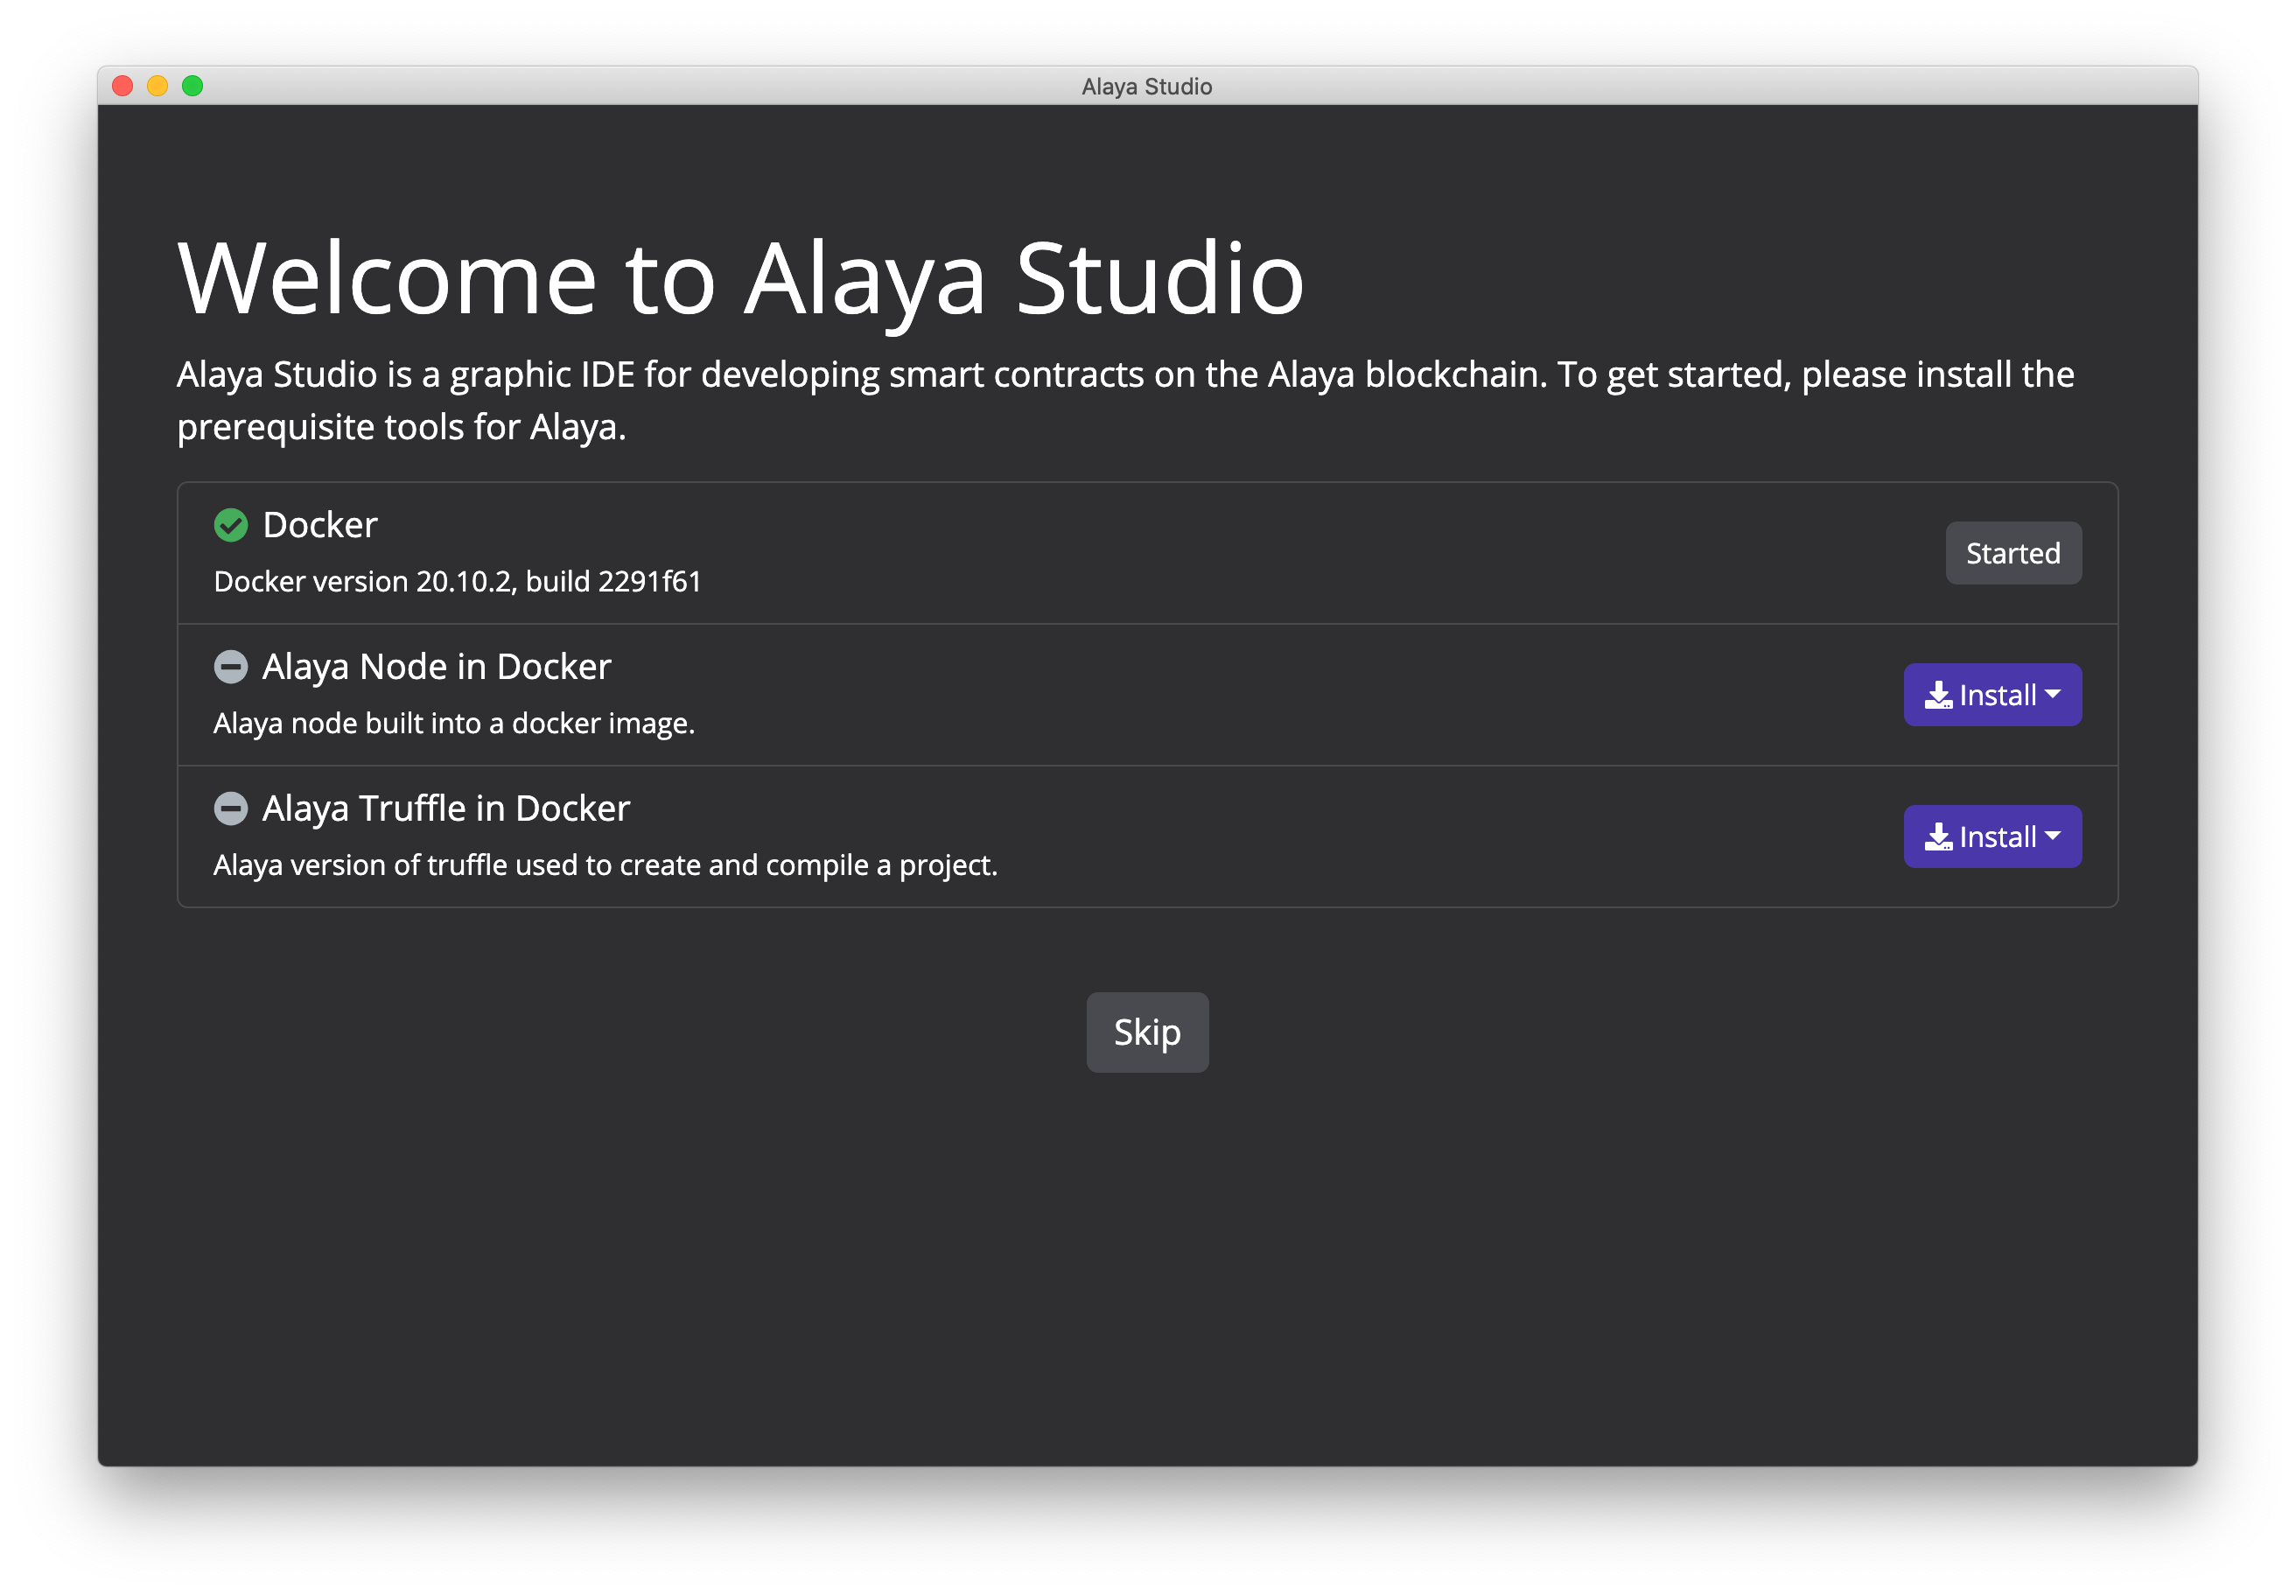 Alaya Studio
Welcome to Alaya Studio
Alaya Studio is a graphic IDE for developing smart contracts on the Alaya blockchain. To get started, please install the
prerequisite tools for Alaya.
Docker
Started
Docker version 20.10.2, build 2291f61
Alaya Node in Docker
Install
Alaya node built into a docker image.
Alaya Truffle in Docker
Install
Alaya version of truffle used to create and compile a project.
Skip